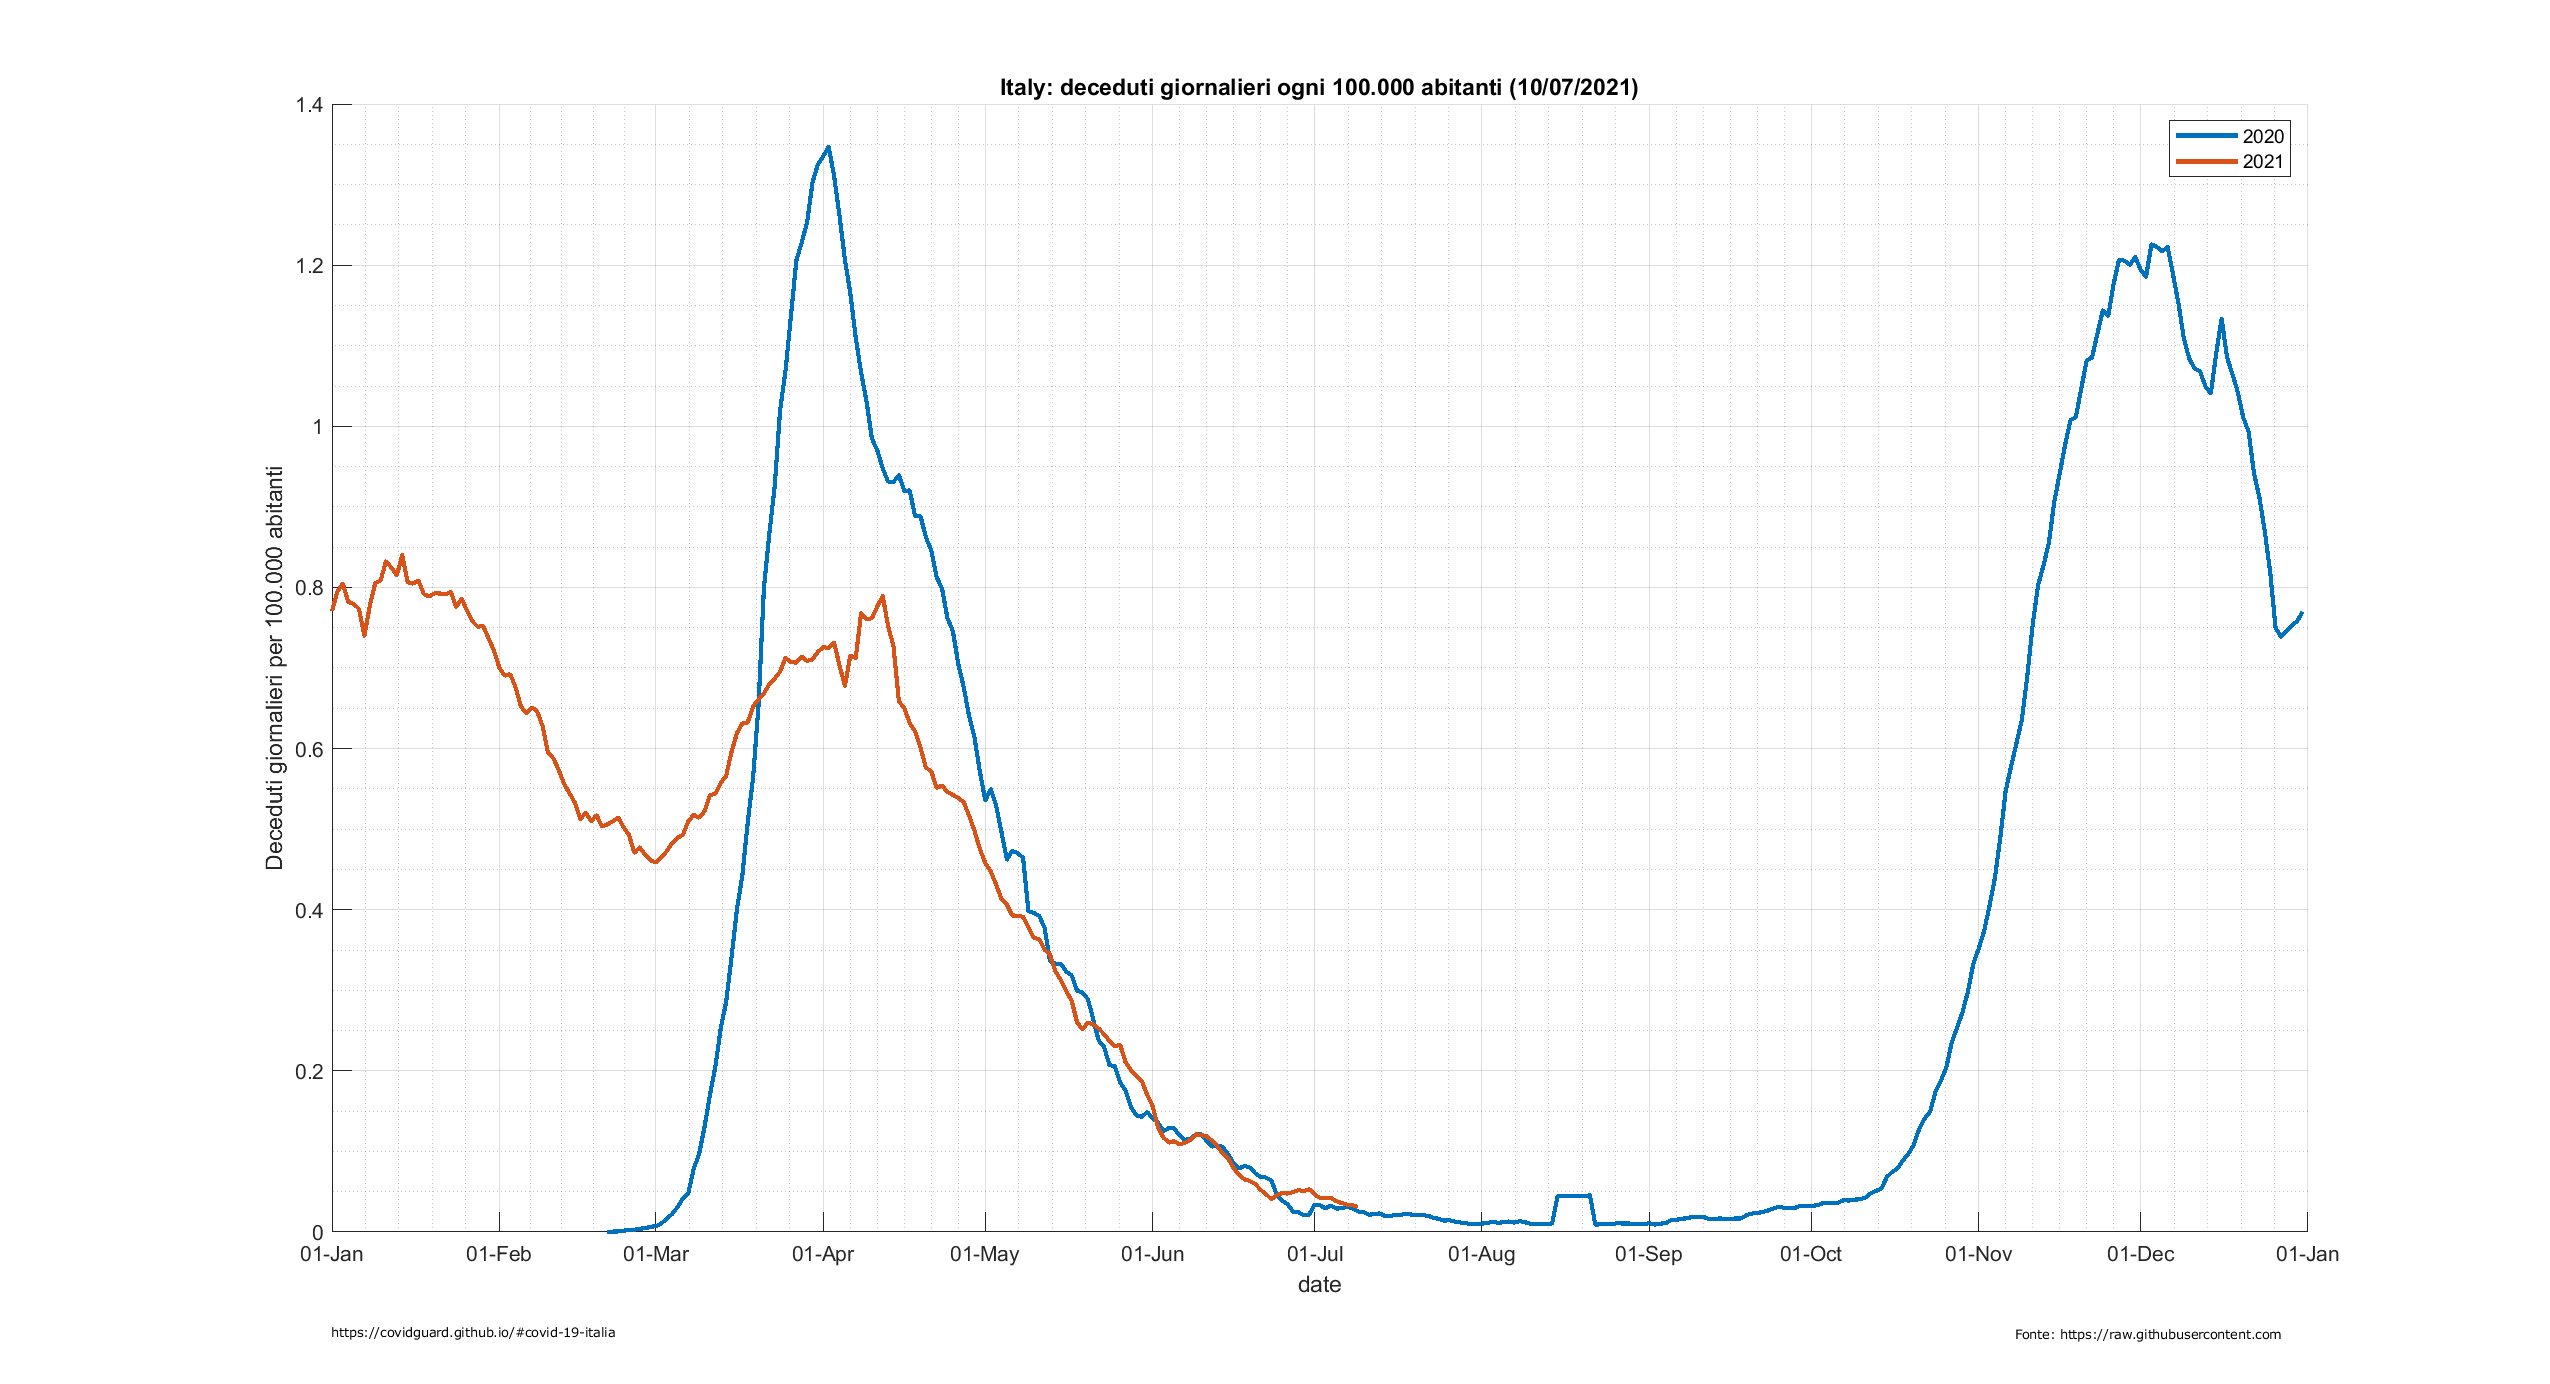 Italy: deceduti giornalieri ogni 100.000 abitanti (10/07/2021)
1.4
1.2
1
0.8
0.6
0.4
0.2
0
Deceduti giornalieri per 100.000 abitanti
2020
2021
01-Jan 01-Feb 01-Mar 01-Apr 01-May 01-Jun 01-Jul 01-Aug 01-Sep 01-Oct 01-Nov 01-Dec 01-Jan
date
https://covidguard.github.io/#covid-19-italia
Fonte: https://raw.githubusercontent.com